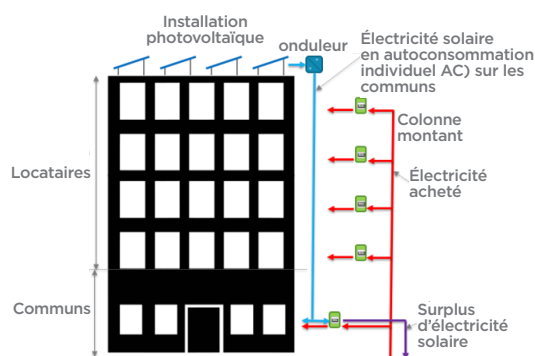 Installation
photovoltaïque
onduleur
Électricité solaire
en autoconsommation
individuel AC) sur les
communs
Colonne
montant
Locataires
Électricité
acheté
Communs
Surplus
d'électricité
solaire